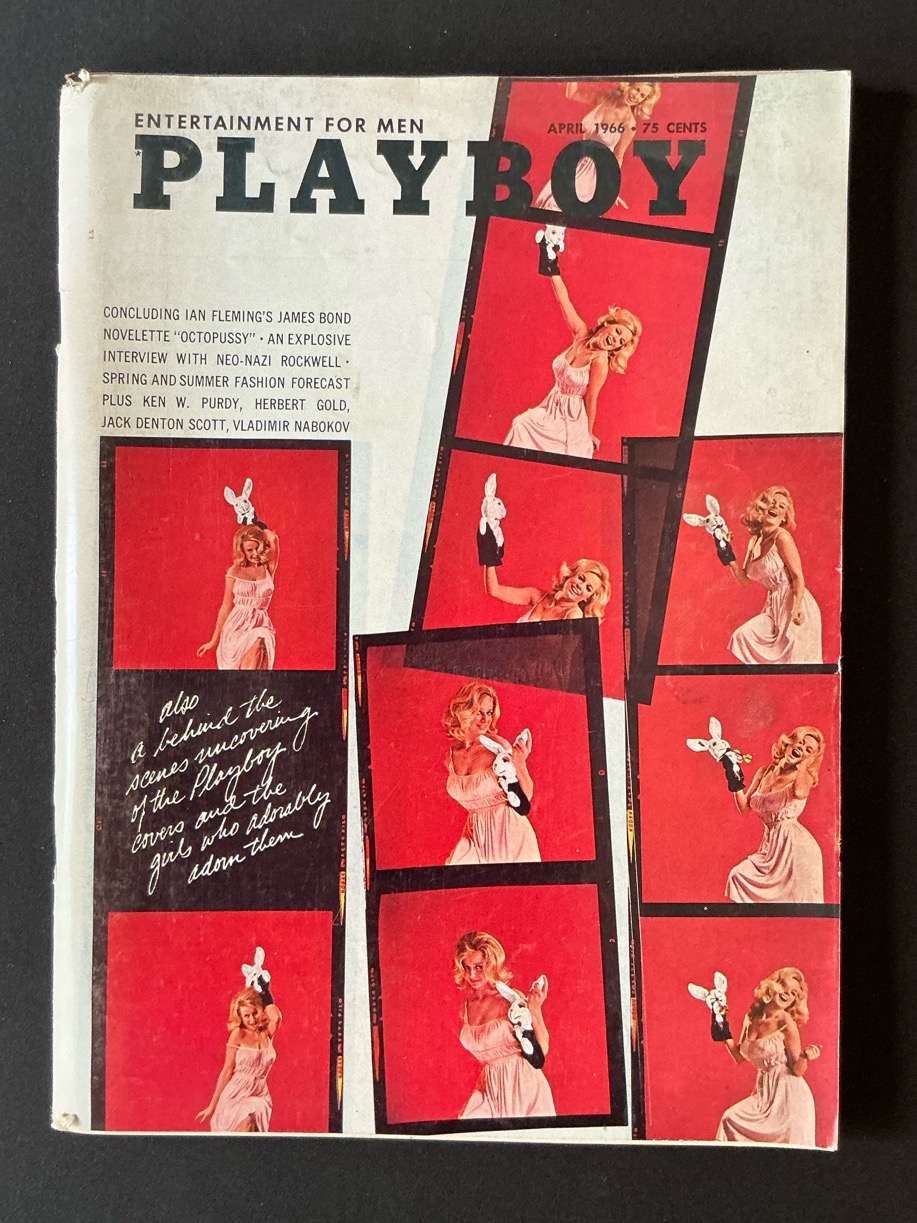 ENTERTAINMENT FOR MEN
APRIL 1966 • 75 CENTS
PLAYBOY
CONCLUDING IAN FLEMING'S JAMES BOND
NOVELETTE "OCTOPUSSY" • AN EXPLOSIVE
INTERVIEW WITH NEO-NAZI ROCKWELL •
SPRING AND SUMMER FASHION FORECAST
PLUS KEN W. PURDY, HERBERT GOLD,
JACK DENTON SCOTT, VLADIMIR NABOKOV
also
a behind the
scenes uncovering
of the Playboy
covers and the
girls who adorably
adorn them